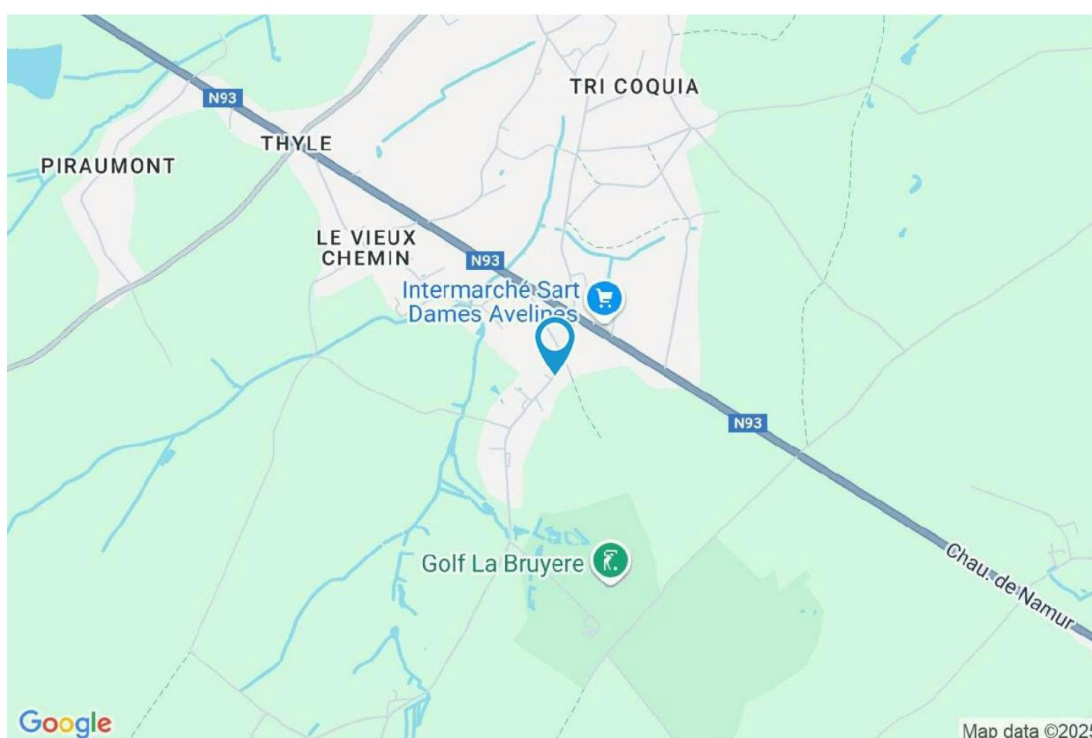 TRI COQUIA
N93
THYLE
PIRAUMONT
LE VIEUX
CHEMIN
N93
Intermarché Sart
Dames Avelines
N93
Chau. de Namur
Golf La Bruyere
Google
Map data ©2025